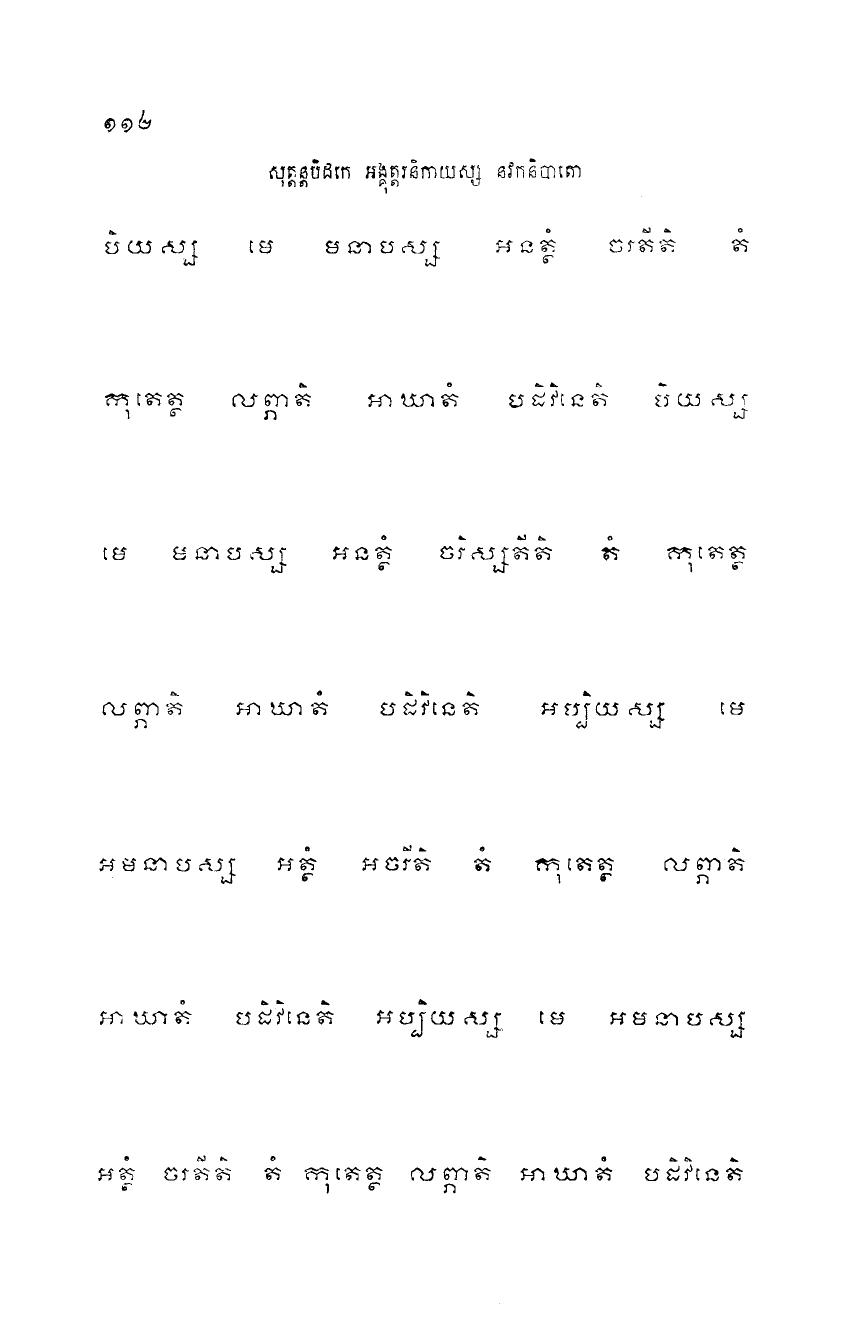 ១១៤
សុត្តន្តបិដកេ អង្គុត្តរនិកាយស្ស នវកនិបាតោ
បិយស្ស មេ មនាបស្ស អនត្ថំ ចរតីតិ តំ
កុតេត្ថ លព្ភាតិ អាឃាតំ បដិវិនេតិ បិយស្ស
មេ មនាបស្ស អនត្ថំ ចរិស្សតីតិ តំ កុតេត្ថ
លព្ភាតិ អាឃាតំ បដិវិនេតិ អប្បិយស្ស មេ
អមនាបស្ស អត្ថំ អចរីតិ តំ កុតេត្ថ លព្ភាតិ
អាឃាតំ បដិវិនេតិ អប្បិយស្ស មេ អមនាបស្ស
អត្ថំ ចរតីតិ តំ កុតេត្ថ លព្ភាតិ អាឃាតំ បដិវិនេតិ